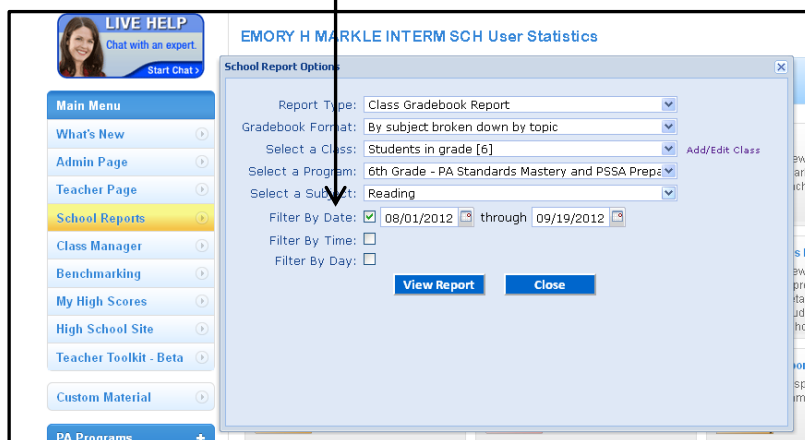 LIVE HELP
Chat with an expert.
Start Chat >
EMORY H MARKLE INTERM SCH User Statistics
School Report Options
Main Menu
What's New
Admin Page
Teacher Page
School Reports
Class Manager
Benchmarking
My High Scores
High School Site
Teacher Toolkit - Beta
Custom Material
PA Programs +
Report Type: Class Gradebook Report
Gradebook Format: By subject broken down by topic
Select a Class: Students in grade [6] Add/Edit Class
Select a Program: 6th Grade - PA Standards Mastery and PSSA Prepa
Select a Subject: Reading
Filter By Date: 08/01/2012 through 09/19/2012
Filter By Time:
Filter By Day:
View Report Close